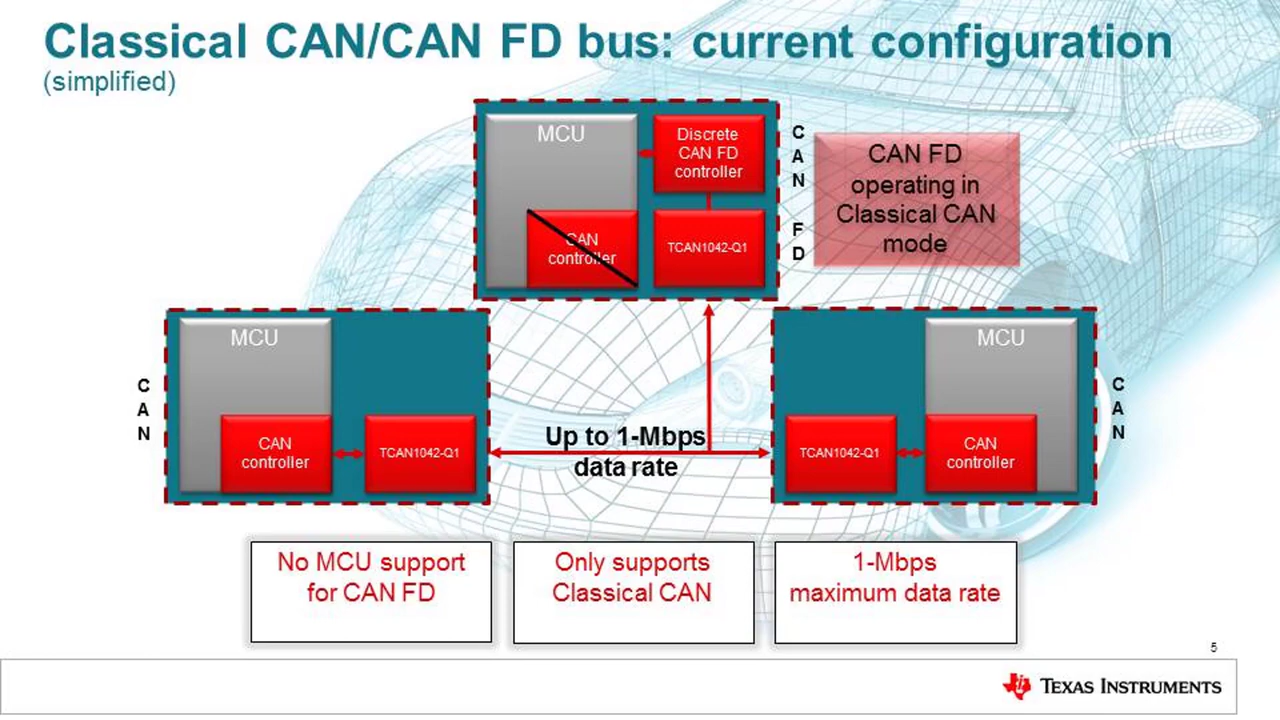 Classical CAN/CAN FD bus: current configuration
(simplified)
MCU
Discrete
CAN FD
controller
CAN
controller
TCAN1042-Q1
C
A
N
F
D
CAN FD
operating in
Classical CAN
mode
C
A
N
MCU
CAN
controller
TCAN1042-Q1
Up to 1-Mbps
data rate
MCU
TCAN1042-Q1
CAN
controller
C
A
N
No MCU support
for CAN FD
Only supports
Classical CAN
1-Mbps
maximum data rate
5
TEXAS INSTRUMENTS